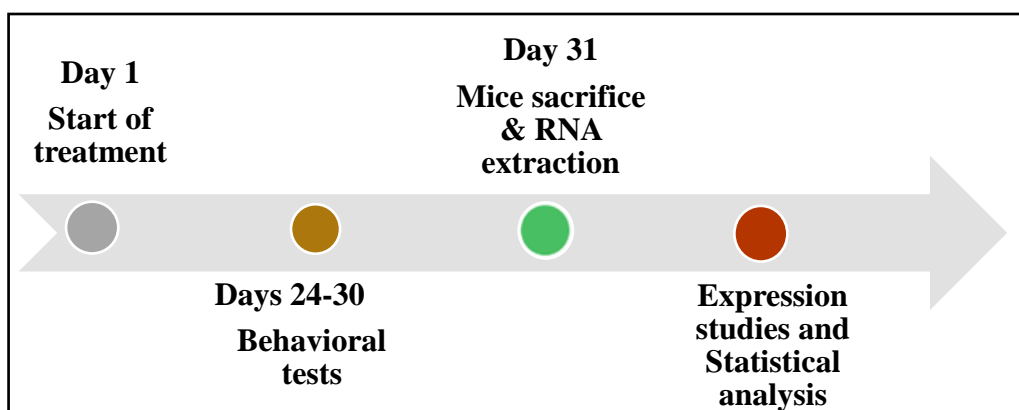 Day 1
Start of
treatment
Days 24-30
Behavioral
tests
Day 31
Mice sacrifice
& RNA
extraction
Expression
studies and
Statistical
analysis